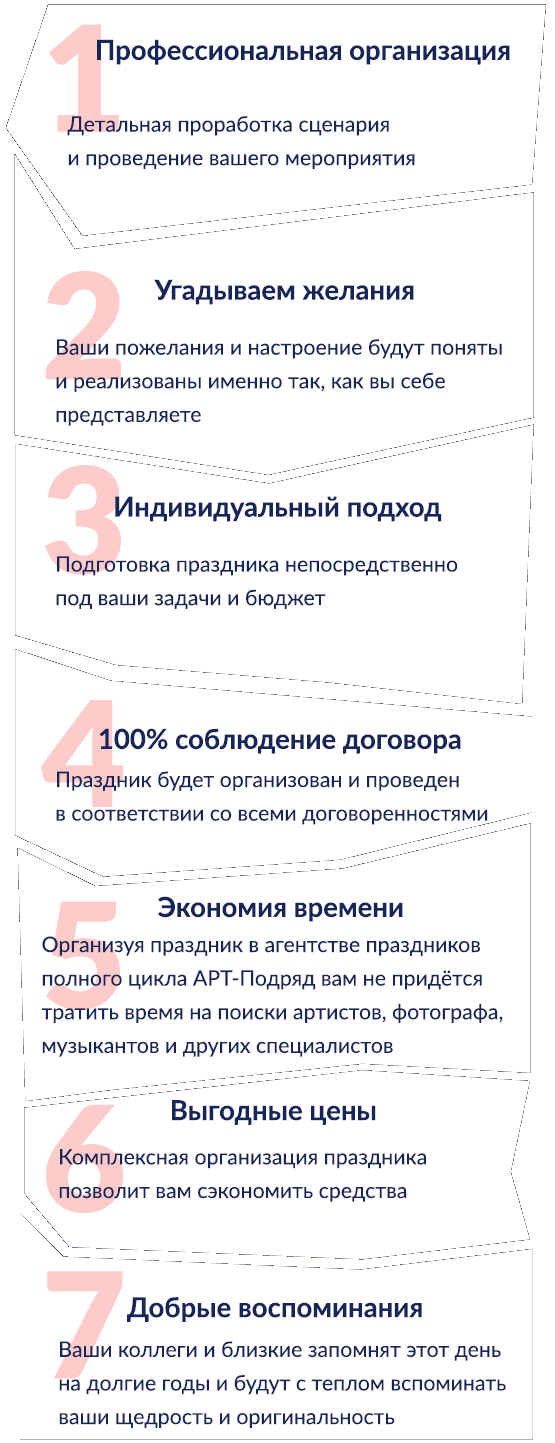 1
Профессиональная организация
Детальная проработка сценария
и проведение вашего мероприятия
2
Угадываем желания
Ваши пожелания и настроение будут поняты
и реализованы именно так, как вы себе
представляете
3
Индивидуальный подход
Подготовка праздника непосредственно
под ваши задачи и бюджет
4
100% соблюдение договора
Праздник будет организован и проведен
в соответствии со всеми договоренностями
5
Экономия времени
Организуя праздник в агентстве праздников
полного цикла АРТ-Подряд вам не придётся
тратить время на поиски артистов, фотографа,
музыкантов и других специалистов
6
Выгодные цены
Комплексная организация праздника
позволит вам сэкономить средства
7
Добрые воспоминания
Ваши коллеги и близкие запомнят этот день
на долгие годы и будут с теплом вспоминать
ваши щедрость и оригинальность